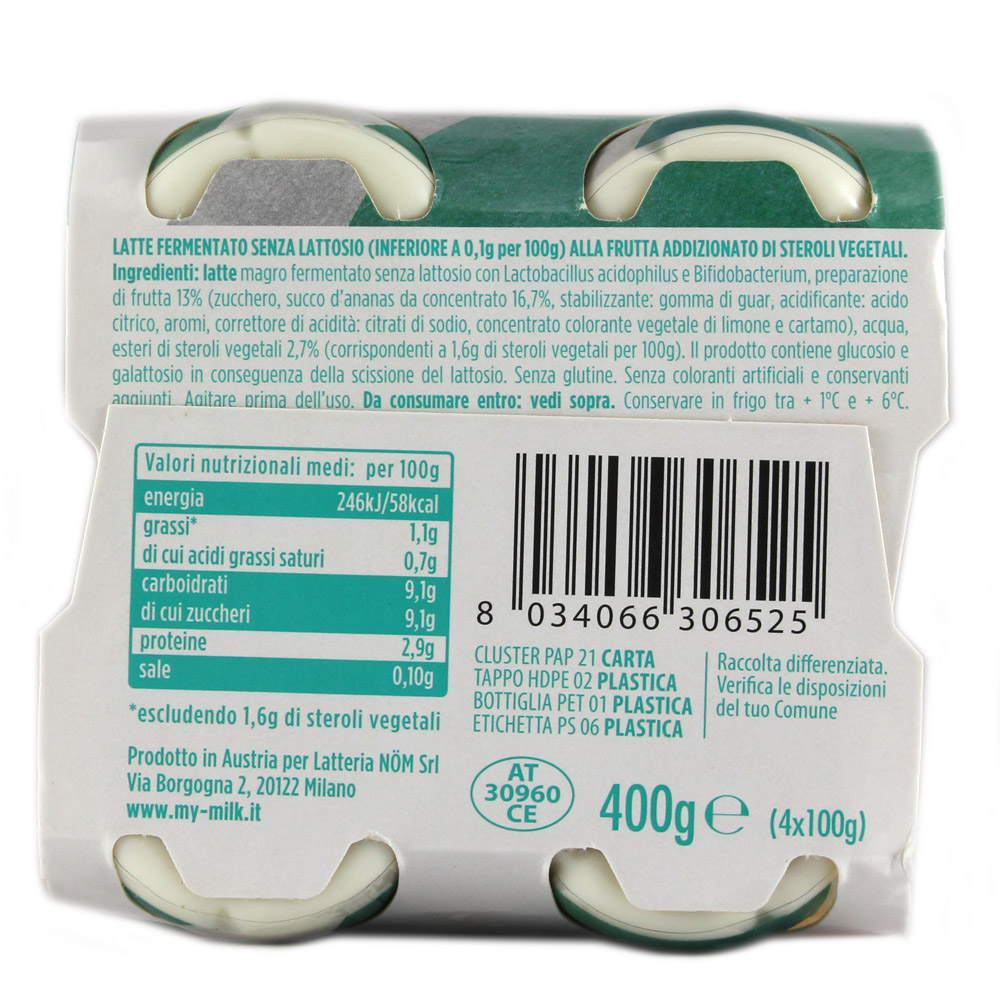 LATTE FERMENTATO SENZA LATTOSIO (INFERIORE A 0,1g per 100g) ALLA FRUTTA ADDIZIONATO DI STEROLI VEGETALI.
Ingredienti: latte magro fermentato senza lattosio con Lactobacillus acidophilus e Bifidobacterium, preparazione
di frutta 13% (zucchero, succo d'ananas da concentrato 16,7%, stabilizzante: gomma di guar, acidificante: acido
citrico, aromi, correttore di acidità: citrati di sodio, concentrato colorante vegetale di limone e cartamo), acqua,
esteri di steroli vegetali 2,7% (corrispondenti a 1,6g di steroli vegetali per 100g). Il prodotto contiene glucosio e
galattosio in conseguenza della scissione del lattosio. Senza glutine. Senza coloranti artificiali e conservanti
aggiunti. Agitare prima dell'uso. Da consumare entro: vedi sopra. Conservare in frigo tra + 1°C e + 6°C.
Valori nutrizionali medi: per 100g
energia 246kJ/58kcal
grassi* 1,1g
di cui acidi grassi saturi 0,7g
carboidrati 9,1g
di cui zuccheri 9,1g
proteine 2,9g
sale 0,10g
*escludendo 1,6g di steroli vegetali
Prodotto in Austria per Latteria NÖM Srl
Via Borgogna 2, 20122 Milano
www.my-milk.it
8 034066 306525
CLUSTER PAP 21 CARTA
TAPPO HDPE 02 PLASTICA
BOTTIGLIA PET 01 PLASTICA
ETICHETTA PS 06 PLASTICA
Raccolta differenziata.
Verifica le disposizioni
del tuo Comune
AT
30960
CE
400g e (4x100g)